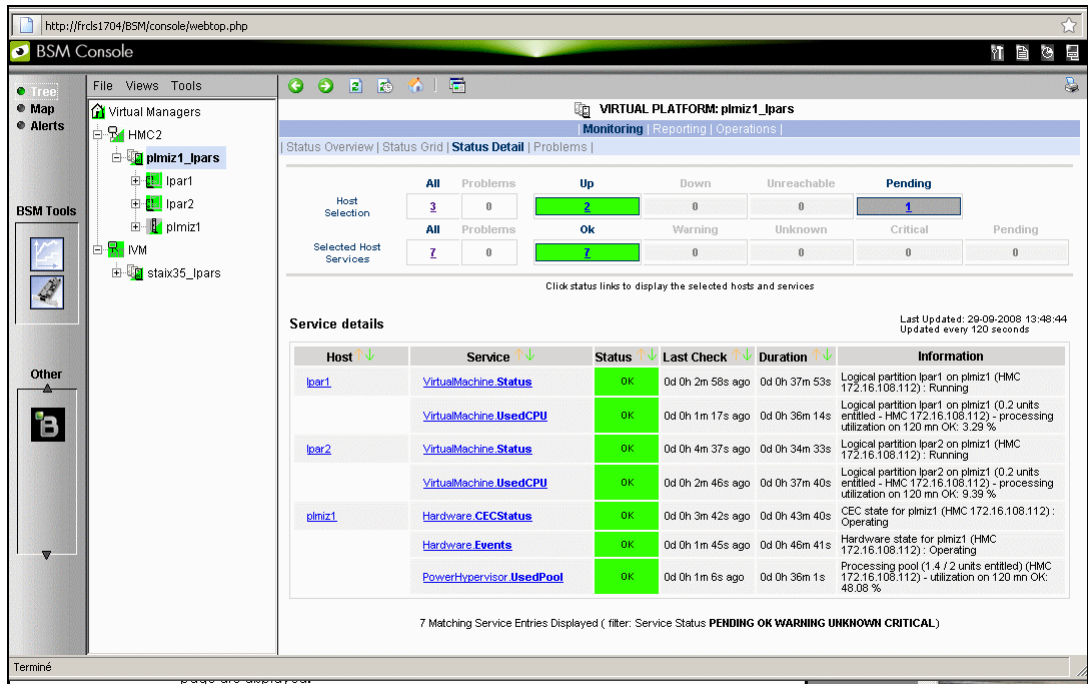 http://frcls1704/BSM/console/webtop.php
BSM Console
Tree
Map
Alerts
BSM Tools
Other
File Views Tools
Virtual Managers
HMC2
plmiz1_lpars
lpar1
lpar2
plmiz1
IVM
staix35_lpars
VIRTUAL PLATFORM: plmiz1_lpars
| Monitoring | Reporting | Operations |
| Status Overview | Status Grid | Status Detail | Problems |
All Problems Up Down Unreachable Pending
Host Selection 3 0 2 0 0 1
All Problems Ok Warning Unknown Critical Pending
Selected Host Services 7 0 7 0 0 0 0
Click status links to display the selected hosts and services
Last Updated: 29-09-2008 13:48:44
Updated every 120 seconds
Service details
Host Service Status Last Check Duration Information
lpar1 VirtualMachine.Status OK 0d 0h 2m 58s ago 0d 0h 37m 53s Logical partition lpar1 on plmiz1 (HMC 172.16.108.112) : Running
VirtualMachine.UsedCPU OK 0d 0h 1m 17s ago 0d 0h 36m 14s Logical partition lpar1 on plmiz1 (0.2 units entitled - HMC 172.16.108.112) - processing utilization on 120 mn OK: 3.29 %
lpar2 VirtualMachine.Status OK 0d 0h 4m 37s ago 0d 0h 34m 33s Logical partition lpar2 on plmiz1 (HMC 172.16.108.112) : Running
VirtualMachine.UsedCPU OK 0d 0h 2m 46s ago 0d 0h 37m 40s Logical partition lpar2 on plmiz1 (0.2 units entitled - HMC 172.16.108.112) - processing utilization on 120 mn OK: 9.39 %
plmiz1 Hardware.CECStatus OK 0d 0h 3m 42s ago 0d 0h 43m 40s CEC state for plmiz1 (HMC 172.16.108.112) : Operating
Hardware.Events OK 0d 0h 1m 45s ago 0d 0h 46m 41s Hardware state for plmiz1 (HMC 172.16.108.112) : Operating
PowerHypervisor.UsedPool OK 0d 0h 1m 6s ago 0d 0h 36m 1s Processing pool (1.4 / 2 units entitled) (HMC 172.16.108.112) - utilization on 120 mn OK: 48.08 %
7 Matching Service Entries Displayed ( filter: Service Status PENDING OK WARNING UNKNOWN CRITICAL)
Terminé